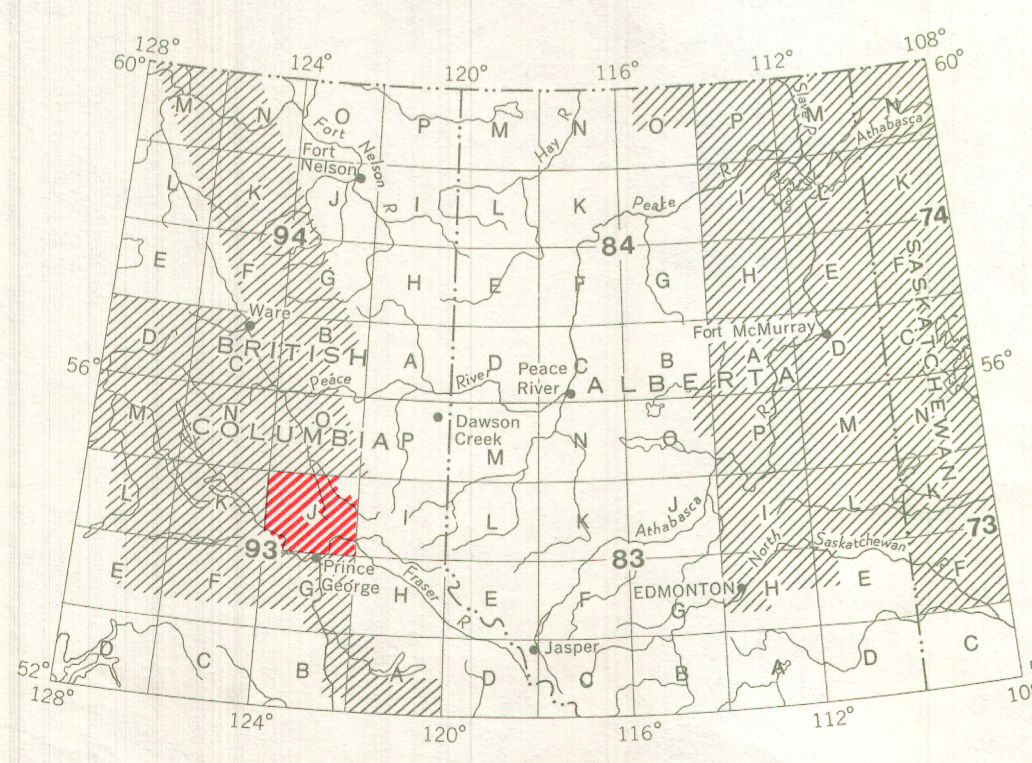 128° 124° 120° 116° 112° 108°
60° 60°
M N O P M N O P M N
Slave R
Athabasca
Fort Nelson R
Fort
Nelson
Hay R
L K J I L K Peace R I L K
94 84 74
E F G H E F G H E F
Ware
Fort McMurray
D C B A D C B A D C
BRITISH
Peace River
Peace
River
ALBERTA
SASKATCHEWAN
56° 56°
M N O P M N O P M N
COLUMBIA
Dawson
Creek
R
L K J I L K J I L K
Athabasca
93 83 73
Prince
George
Fraser R
North Saskatchewan
EDMONTON
E F G H E F G H E F
Jasper
D C B A D C B A D C
52°
128° 124° 120° 116° 112°